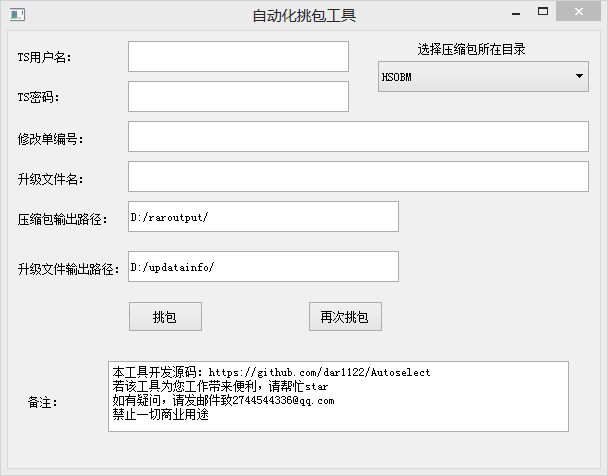 自动化挑包工具
TS用户名：
选择压缩包所在目录
HSOBM
TS密码：
修改单编号：
升级文件名：
压缩包输出路径：
D:/raroutput/
升级文件输出路径：
D:/updatainfo/
挑包
再次挑包
备注：
本工具开发源码：https://github.com/dar1122/Autoselect
若该工具为您工作带来便利，请帮忙star
如有疑问，请发邮件致2744544336@qq.com
禁止一切商业用途